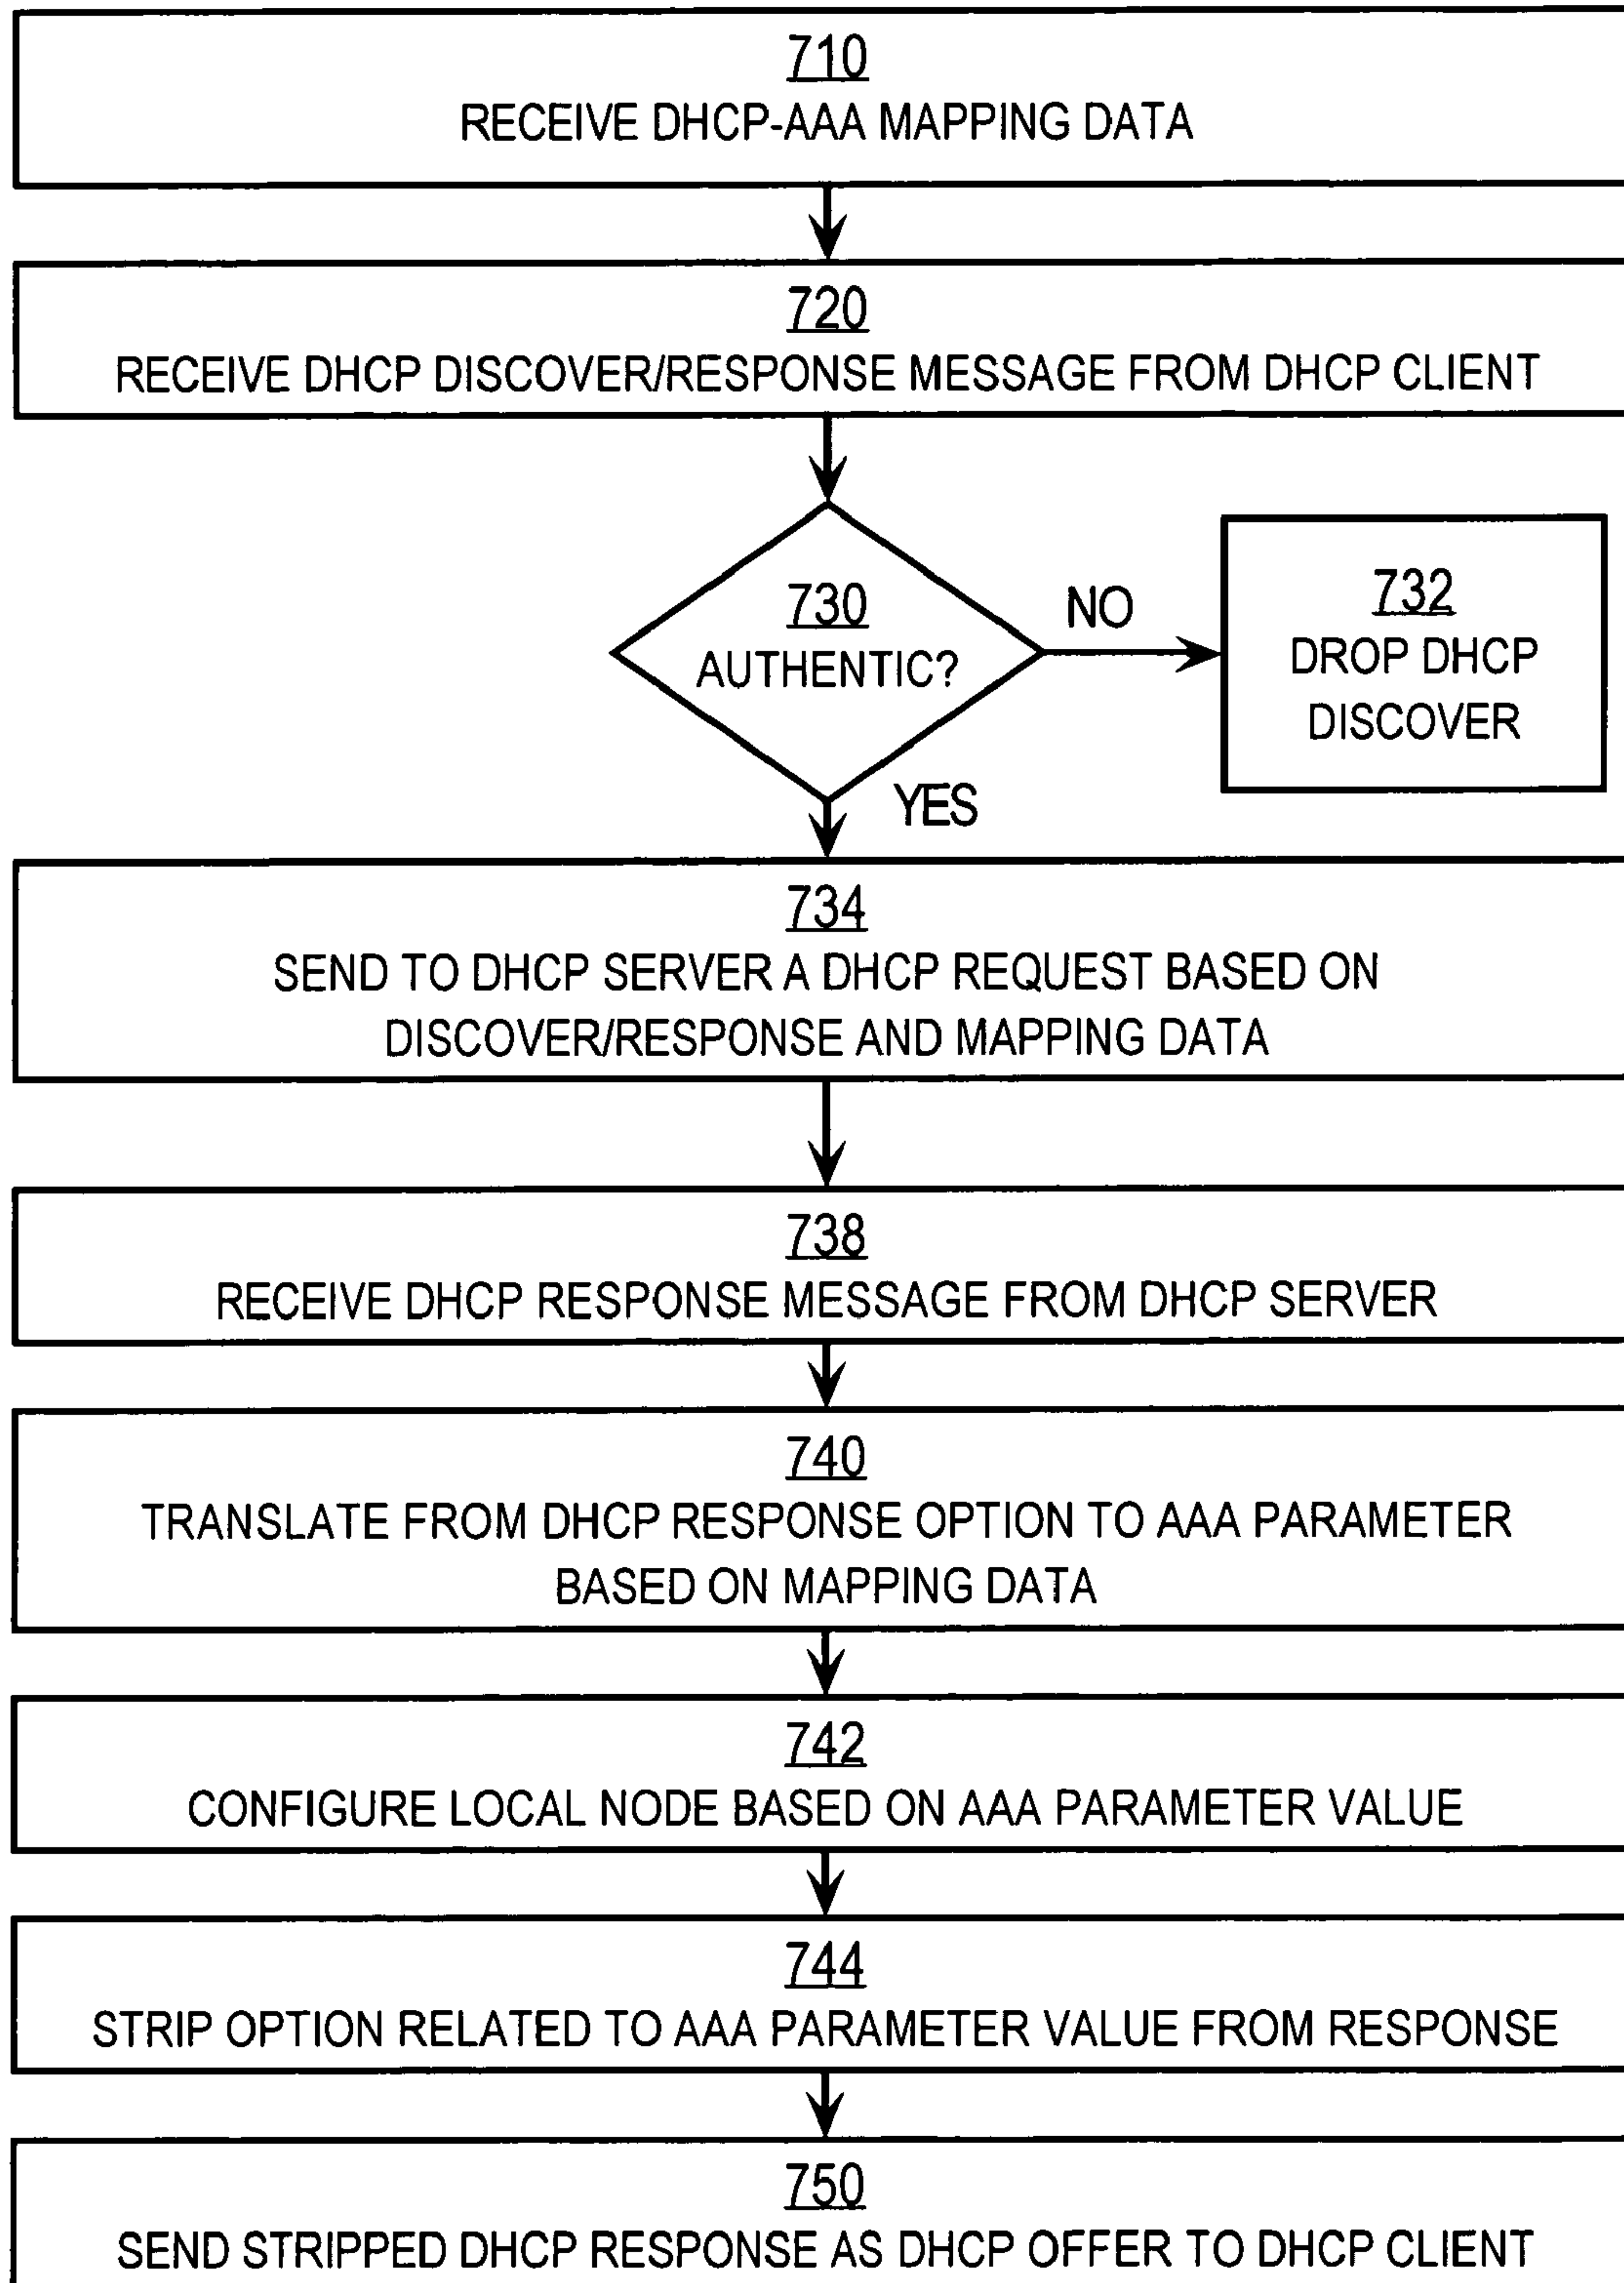 710
RECEIVE DHCP-AAA MAPPING DATA
720
RECEIVE DHCP DISCOVER/RESPONSE MESSAGE FROM DHCP CLIENT
730
AUTHENTIC?
NO
732
DROP DHCP
DISCOVER
YES
734
SEND TO DHCP SERVER A DHCP REQUEST BASED ON
DISCOVER/RESPONSE AND MAPPING DATA
738
RECEIVE DHCP RESPONSE MESSAGE FROM DHCP SERVER
740
TRANSLATE FROM DHCP RESPONSE OPTION TO AAA PARAMETER
BASED ON MAPPING DATA
742
CONFIGURE LOCAL NODE BASED ON AAA PARAMETER VALUE
744
STRIP OPTION RELATED TO AAA PARAMETER VALUE FROM RESPONSE
750
SEND STRIPPED DHCP RESPONSE AS DHCP OFFER TO DHCP CLIENT